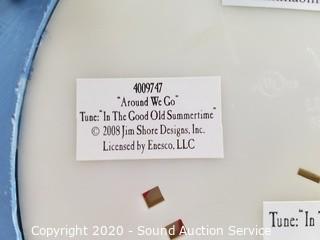 4009747
"Around We Go"
Tune: "In The Good Old Summertime"
© 2008 Jim Shore Designs, Inc.
Licensed by Enesco, LLC
Tune: "In
Copyright 2020 - Sound Auction Service